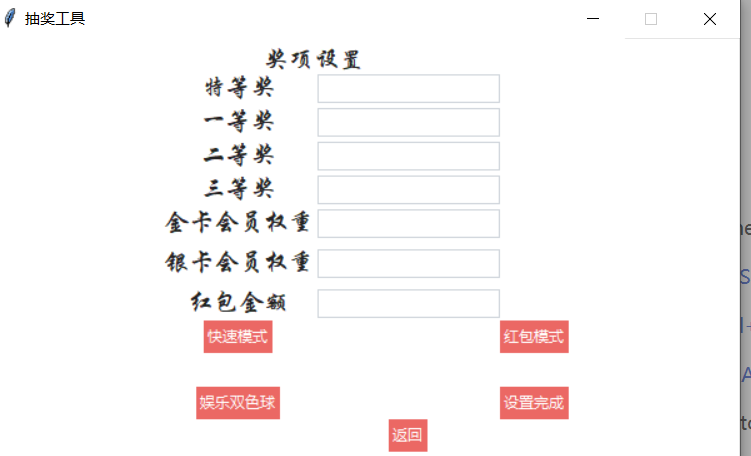 抽奖工具
奖项设置
特等奖
一等奖
二等奖
三等奖
金卡会员权重
银卡会员权重
红包金额
快速模式 红包模式
娱乐双色球 设置完成
返回